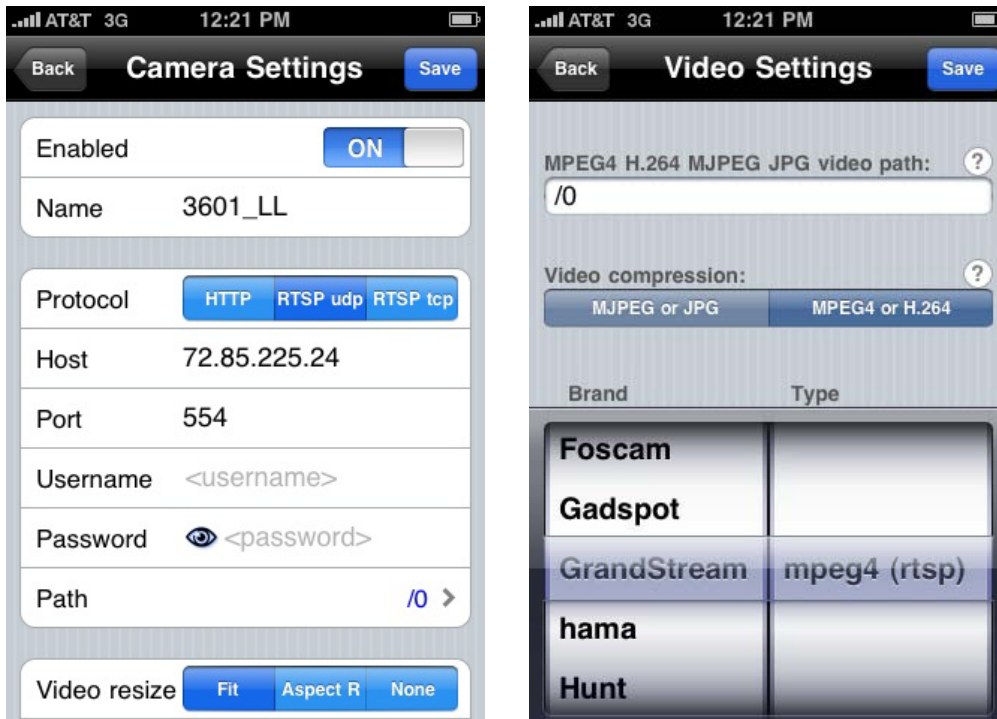 AT&T 3G 12:21 PM
Back Camera Settings Save
Enabled ON
Name 3601_LL
Protocol HTTP RTSP udp RTSP tcp
Host 72.85.225.24
Port 554
Username <username>
Password <password>
Path /0
Video resize Fit Aspect R None
AT&T 3G 12:21 PM
Back Video Settings Save
MPEG4 H.264 MJPEG JPG video path: ?
/0
Video compression: ?
MJPEG or JPG MPEG4 or H.264
Brand Type
Foscam
Gadspot
GrandStream mpeg4 (rtsp)
hama
Hunt